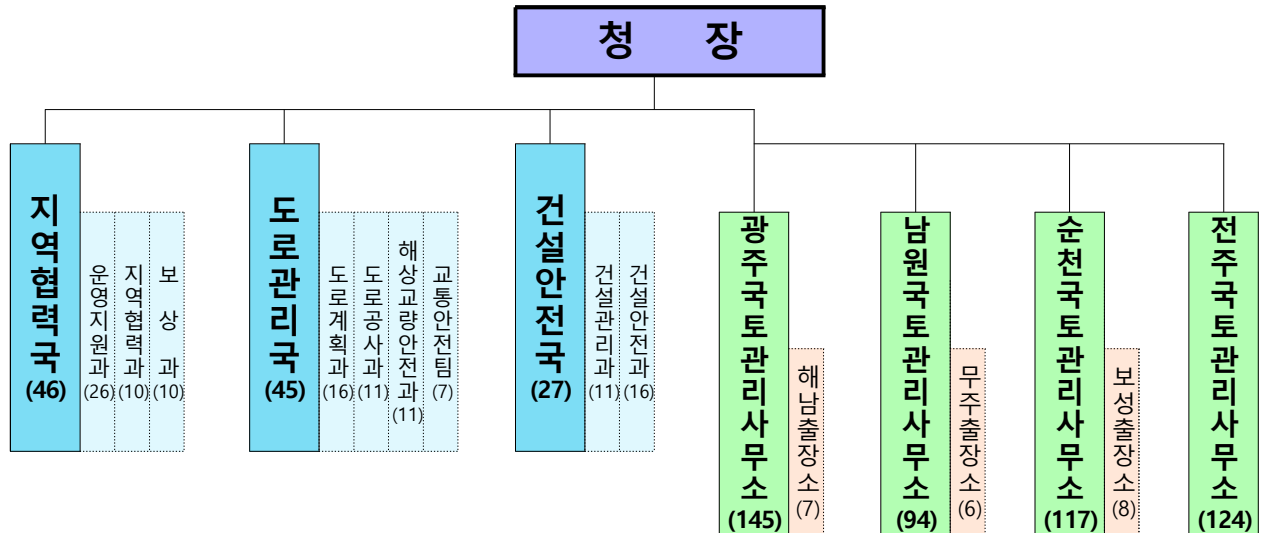 청 장
지역협력국
(46)
운영지원과
(26)
지역협력과
(10)
보 상 과
(10)
도로관리국
(45)
도로계획과
(16)
도로공사과
(11)
해상교량안전과
(11)
교통안전팀
(7)
건설안전국
(27)
건설관리과
(11)
건설안전과
(16)
광주국토관리사무소
(145)
해남출장소
(7)
남원국토관리사무소
(94)
무주출장소
(6)
순천국토관리사무소
(117)
보성출장소
(8)
전주국토관리사무소
(124)